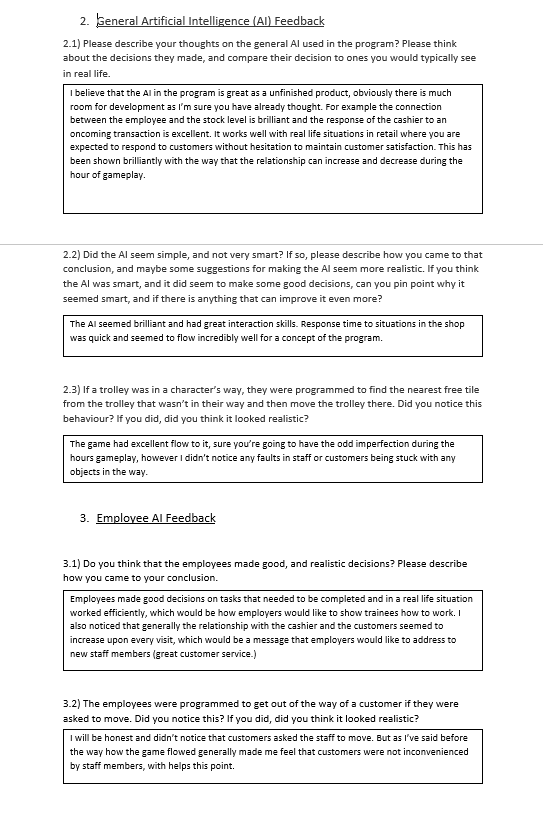 2. General Artificial Intelligence (AI) Feedback
2.1) Please describe your thoughts on the general AI used in the program? Please think
about the decisions they made, and compare their decision to ones you would typically see
in real life.
I believe that the AI in the program is great as a unfinished product, obviously there is much
room for development as I'm sure you have already thought. For example the connection
between the employee and the stock level is brilliant and the response of the cashier to an
oncoming transaction is excellent. It works well with real life situations in retail where you are
expected to respond to customers without hesitation to maintain customer satisfaction. This has
been shown brilliantly with the way that the relationship can increase and decrease during the
hour of gameplay.
2.2) Did the AI seem simple, and not very smart? If so, please describe how you came to that
conclusion, and maybe some suggestions for making the AI seem more realistic. If you think
the AI was smart, and it did seem to make some good decisions, can you pin point why it
seemed smart, and if there is anything that can improve it even more?
The AI seemed brilliant and had great interaction skills. Response time to situations in the shop
was quick and seemed to flow incredibly well for a concept of the program.
2.3) If a trolley was in a character's way, they were programmed to find the nearest free tile
from the trolley that wasn't in their way and then move the trolley there. Did you notice this
behaviour? If you did, did you think it looked realistic?
The game had excellent flow to it, sure you're going to have the odd imperfection during the
hours gameplay, however I didn't notice any faults in staff or customers being stuck with any
objects in the way.
3. Employee AI Feedback
3.1) Do you think that the employees made good, and realistic decisions? Please describe
how you came to your conclusion.
Employees made good decisions on tasks that needed to be completed and in a real life situation
worked efficiently, which would be how employers would like to show trainees how to work. I
also noticed that generally the relationship with the cashier and the customers seemed to
increase upon every visit, which would be a message that employers would like to address to
new staff members (great customer service.)
3.2) The employees were programmed to get out of the way of a customer if they were
asked to move. Did you notice this? If you did, did you think it looked realistic?
I will be honest and didn't notice that customers asked the staff to move. But as I've said before
the way how the game flowed generally made me feel that customers were not inconvenienced
by staff members, with helps this point.